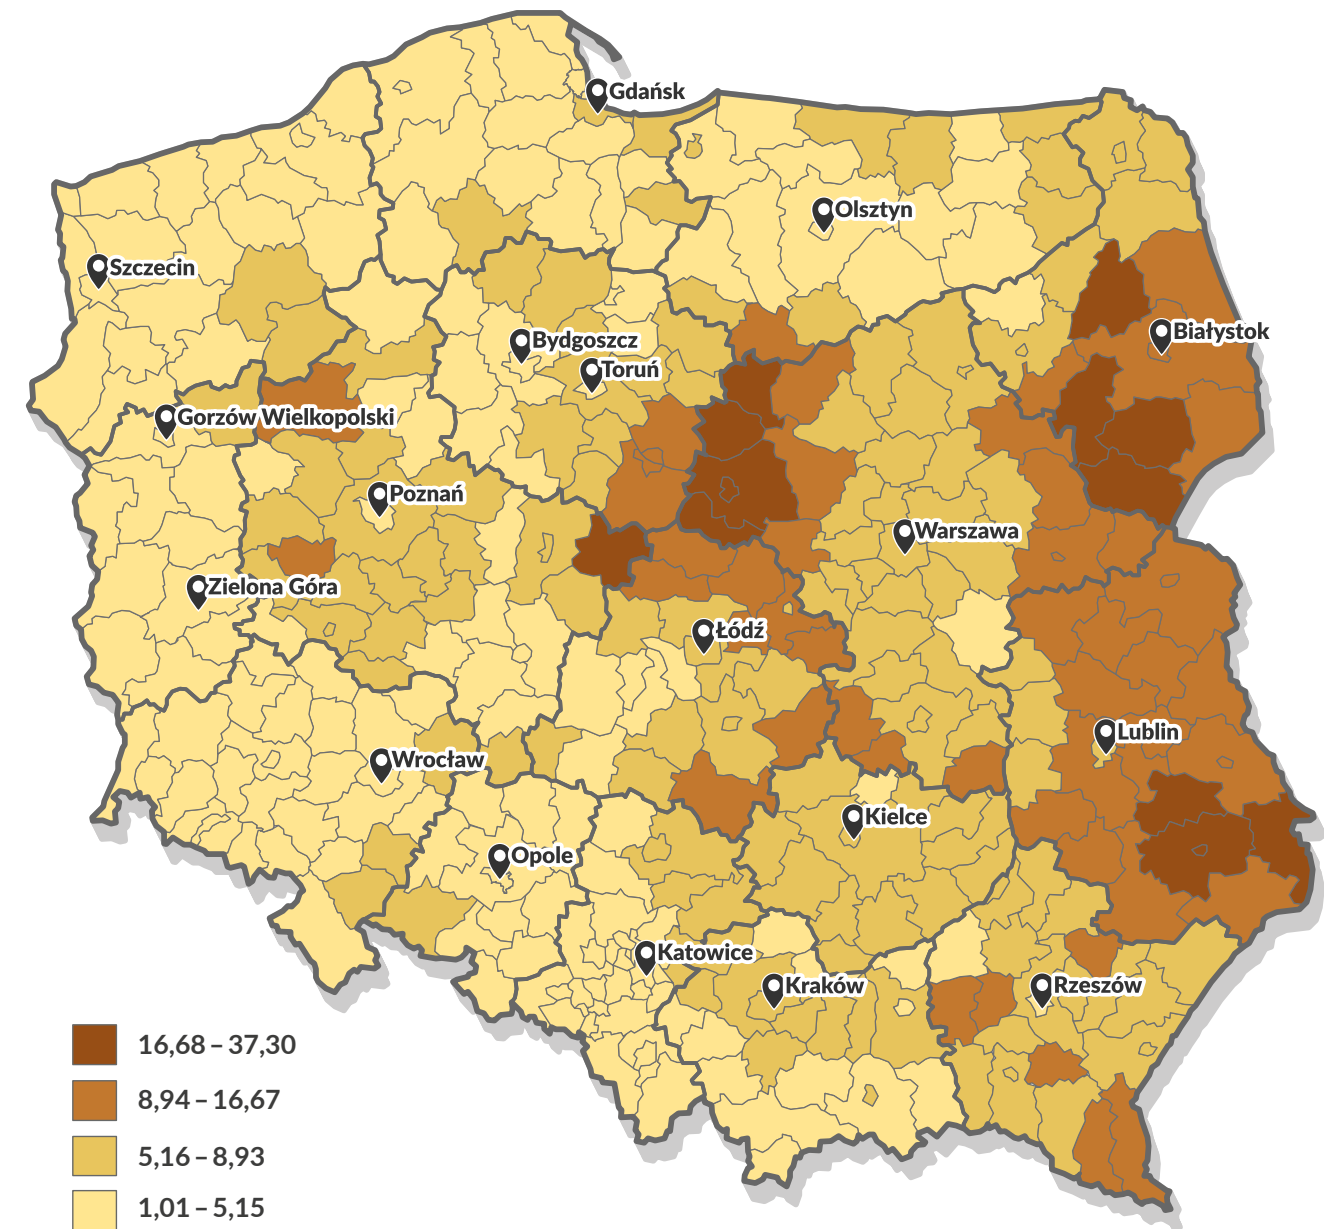 Gdańsk
Olsztyn
Szczecin
Białystok
Bydgoszcz
Toruń
Gorzów Wielkopolski
Poznań
Warszawa
Zielona Góra
Łódź
Lublin
Wrocław
Kielce
Opole
Katowice
Kraków
Rzeszów
16,68 – 37,30
8,94 – 16,67
5,16 – 8,93
1,01 – 5,15